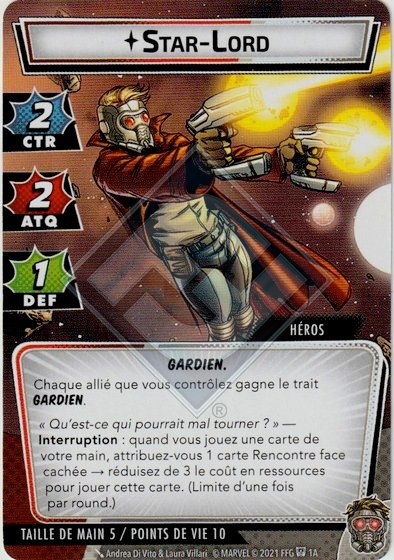 STAR-LORD
2
CTR
2
ATQ
1
DEF
HÉROS
GARDIEN.
Chaque allié que vous contrôlez gagne le trait
GARDIEN.
« Qu'est-ce qui pourrait mal tourner ? » —
Interruption : quand vous jouez une carte de
votre main, attribuez-vous 1 carte Rencontre face
cachée → réduisez de 3 le coût en ressources
pour jouer cette carte. (Limite d'une fois
par round.)
TAILLE DE MAIN 5 / POINTS DE VIE 10
Andrea Di Vito & Laura Villari © MARVEL © 2021 FFG 1A